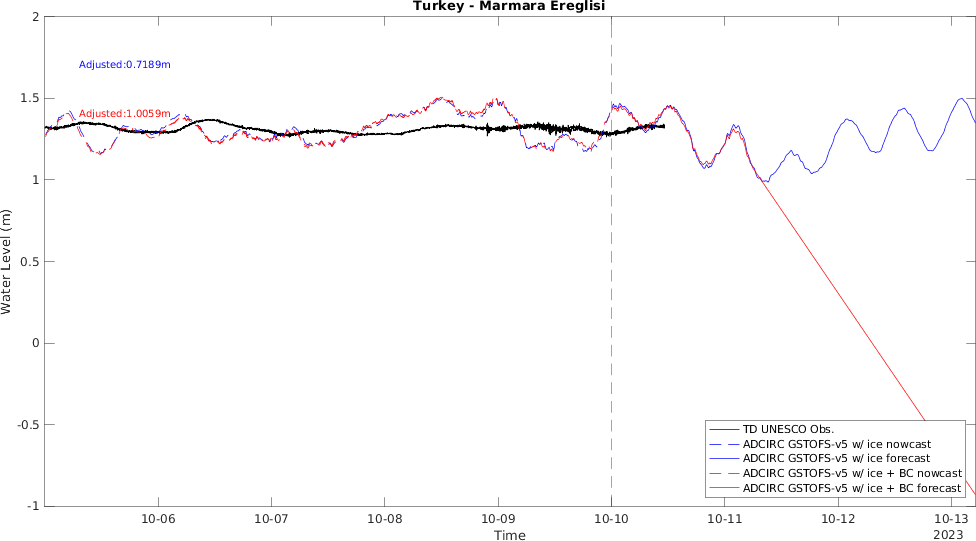 Turkey - Marmara Ereglisi
2
Adjusted:0.7189m
1.5
Adjusted:1.0059m
1
0.5
0
-0.5
-1
Water Level (m)
TD UNESCO Obs.
ADCIRC GSTOFS-v5 w/ ice nowcast
ADCIRC GSTOFS-v5 w/ ice forecast
ADCIRC GSTOFS-v5 w/ ice + BC nowcast
ADCIRC GSTOFS-v5 w/ ice + BC forecast
10-06 10-07 10-08 10-09 10-10 10-11 10-12 10-13
Time
2023